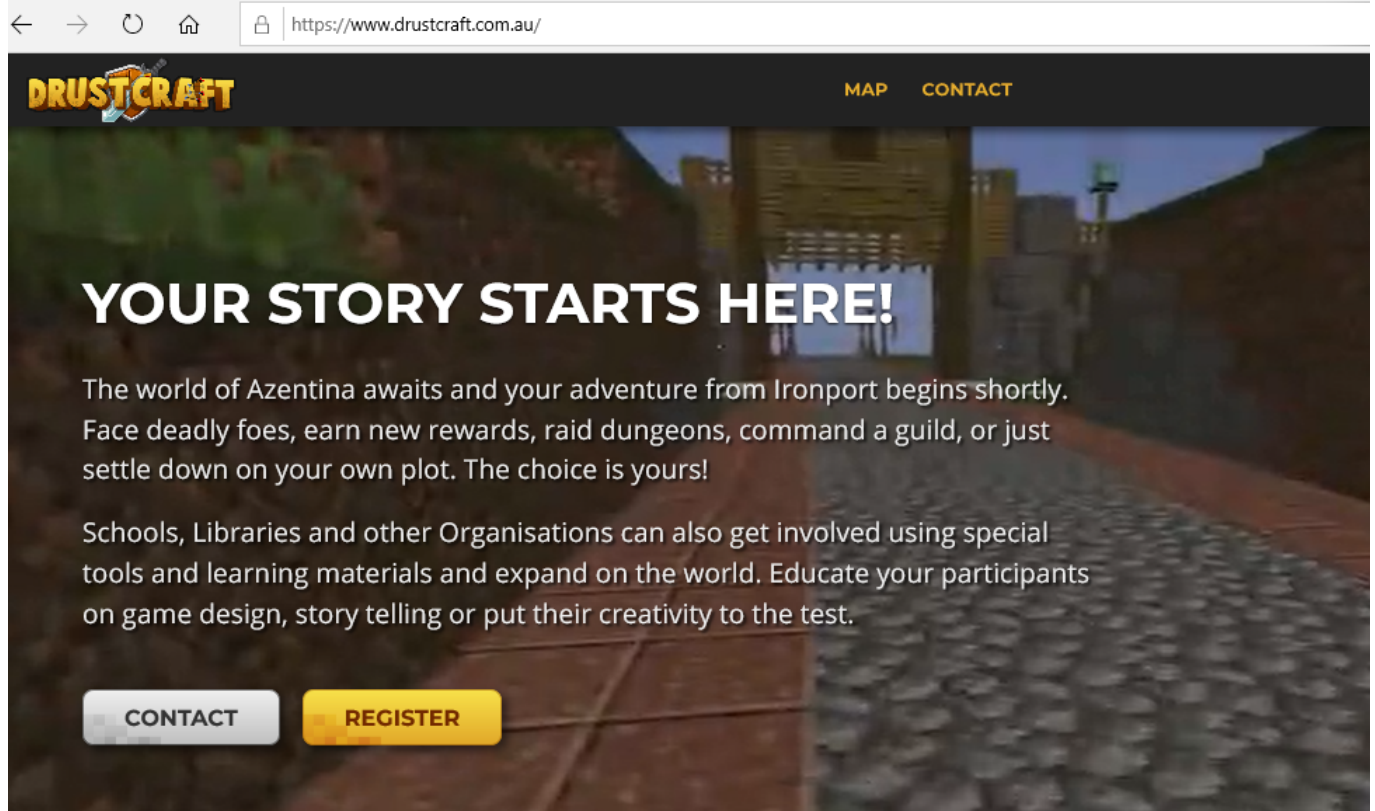 https://www.drustcraft.com.au/
DRUSTCRAFT
MAP CONTACT
YOUR STORY STARTS HERE!
The world of Azentina awaits and your adventure from Ironport begins shortly.
Face deadly foes, earn new rewards, raid dungeons, command a guild, or just
settle down on your own plot. The choice is yours!
Schools, Libraries and other Organisations can also get involved using special
tools and learning materials and expand on the world. Educate your participants
on game design, story telling or put their creativity to the test.
CONTACT REGISTER